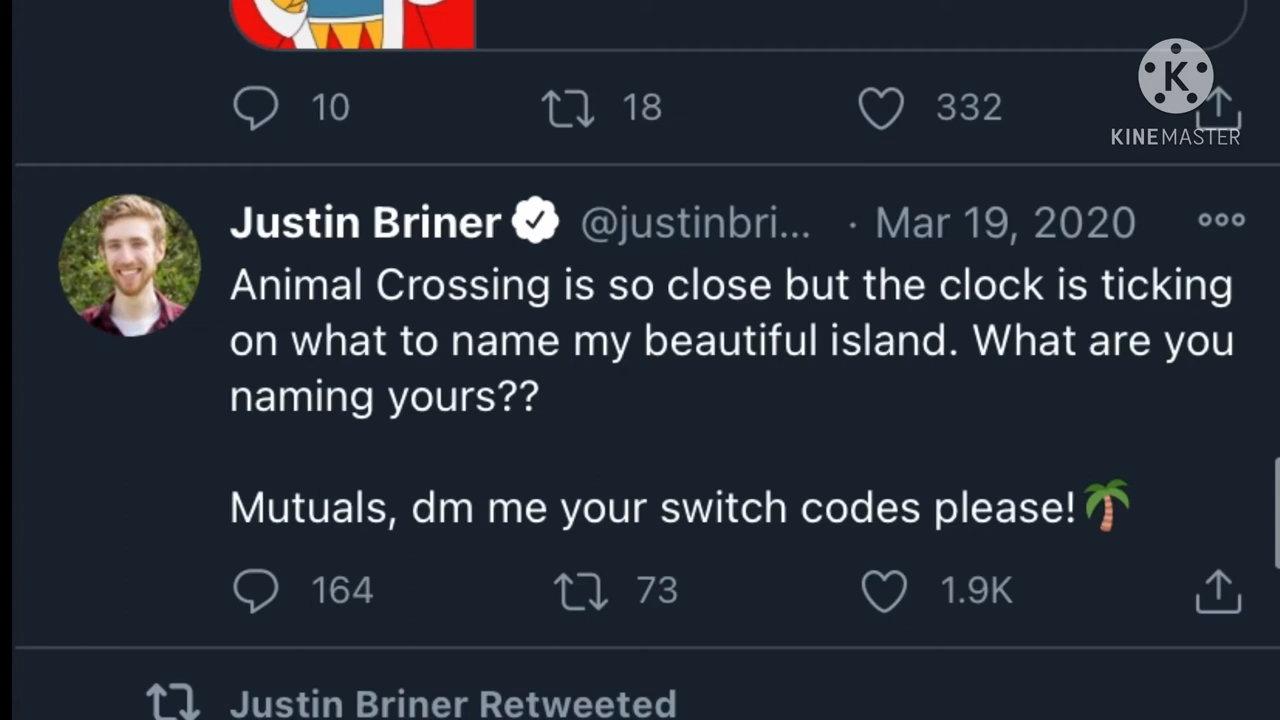 10 18 332
K
KINEMASTER
Justin Briner @justinbri... · Mar 19, 2020
Animal Crossing is so close but the clock is ticking
on what to name my beautiful island. What are you
naming yours??
Mutuals, dm me your switch codes please!🌴
164 73 1.9K
Justin Briner Retweeted